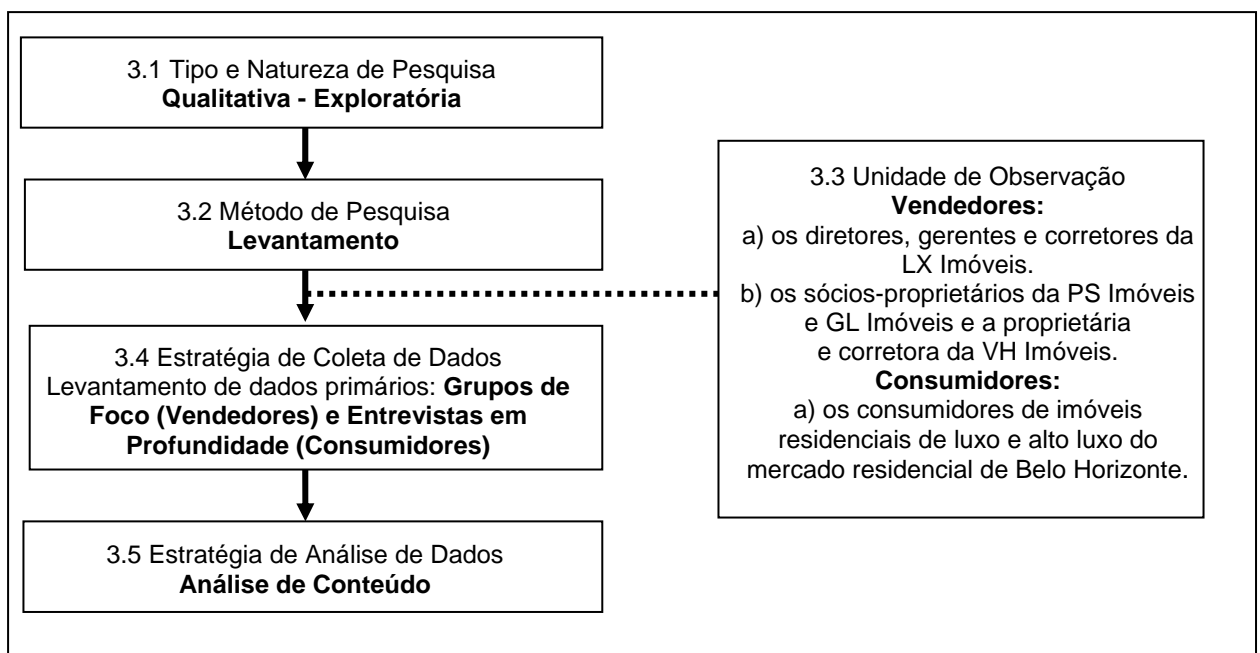 3.1 Tipo e Natureza de Pesquisa
Qualitativa - Exploratória
3.2 Método de Pesquisa
Levantamento
3.3 Unidade de Observação
Vendedores:
a) os diretores, gerentes e corretores da
LX Imóveis.
b) os sócios-proprietários da PS Imóveis
e GL Imóveis e a proprietária
e corretora da VH Imóveis.
Consumidores:
a) os consumidores de imóveis
residenciais de luxo e alto luxo do
mercado residencial de Belo Horizonte.
3.4 Estratégia de Coleta de Dados
Levantamento de dados primários: Grupos de
Foco (Vendedores) e Entrevistas em
Profundidade (Consumidores)
3.5 Estratégia de Análise de Dados
Análise de Conteúdo